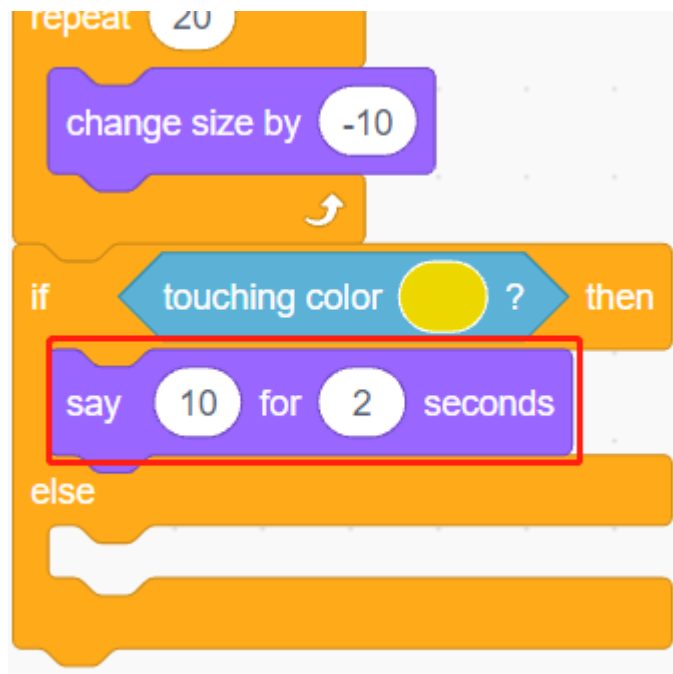 repeat 20
change size by -10
if touching color ? then
say 10 for 2 seconds
else